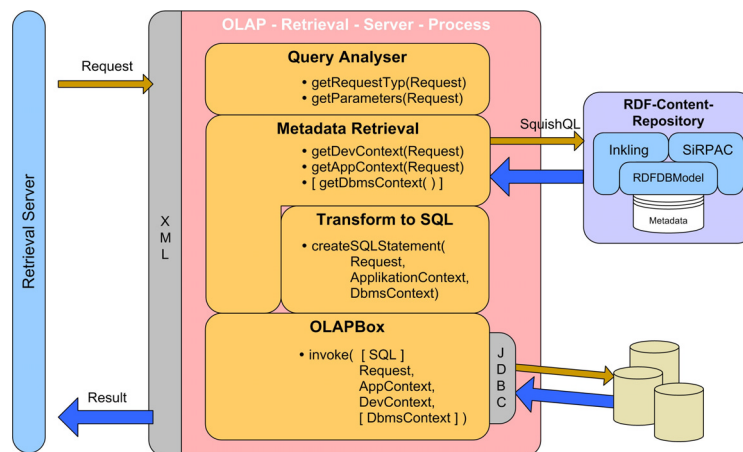 OLAP - Retrieval - Server - Process
Retrieval Server
Request
Result
X
M
L
Query Analyser
• getRequestTyp(Request)
• getParameters(Request)
Metadata Retrieval
• getDevContext(Request)
• getAppContext(Request)
• [ getDbmsContext( ) ]
Transform to SQL
• createSQLStatement(
Request,
ApplikationContext,
DbmsContext)
OLAPBox
• invoke( [ SQL ]
Request,
AppContext,
DevContext,
[ DbmsContext ] )
J
D
B
C
SquishQL
RDF-Content-
Repository
Inkling
SiRPAC
RDFDBModel
Metadata